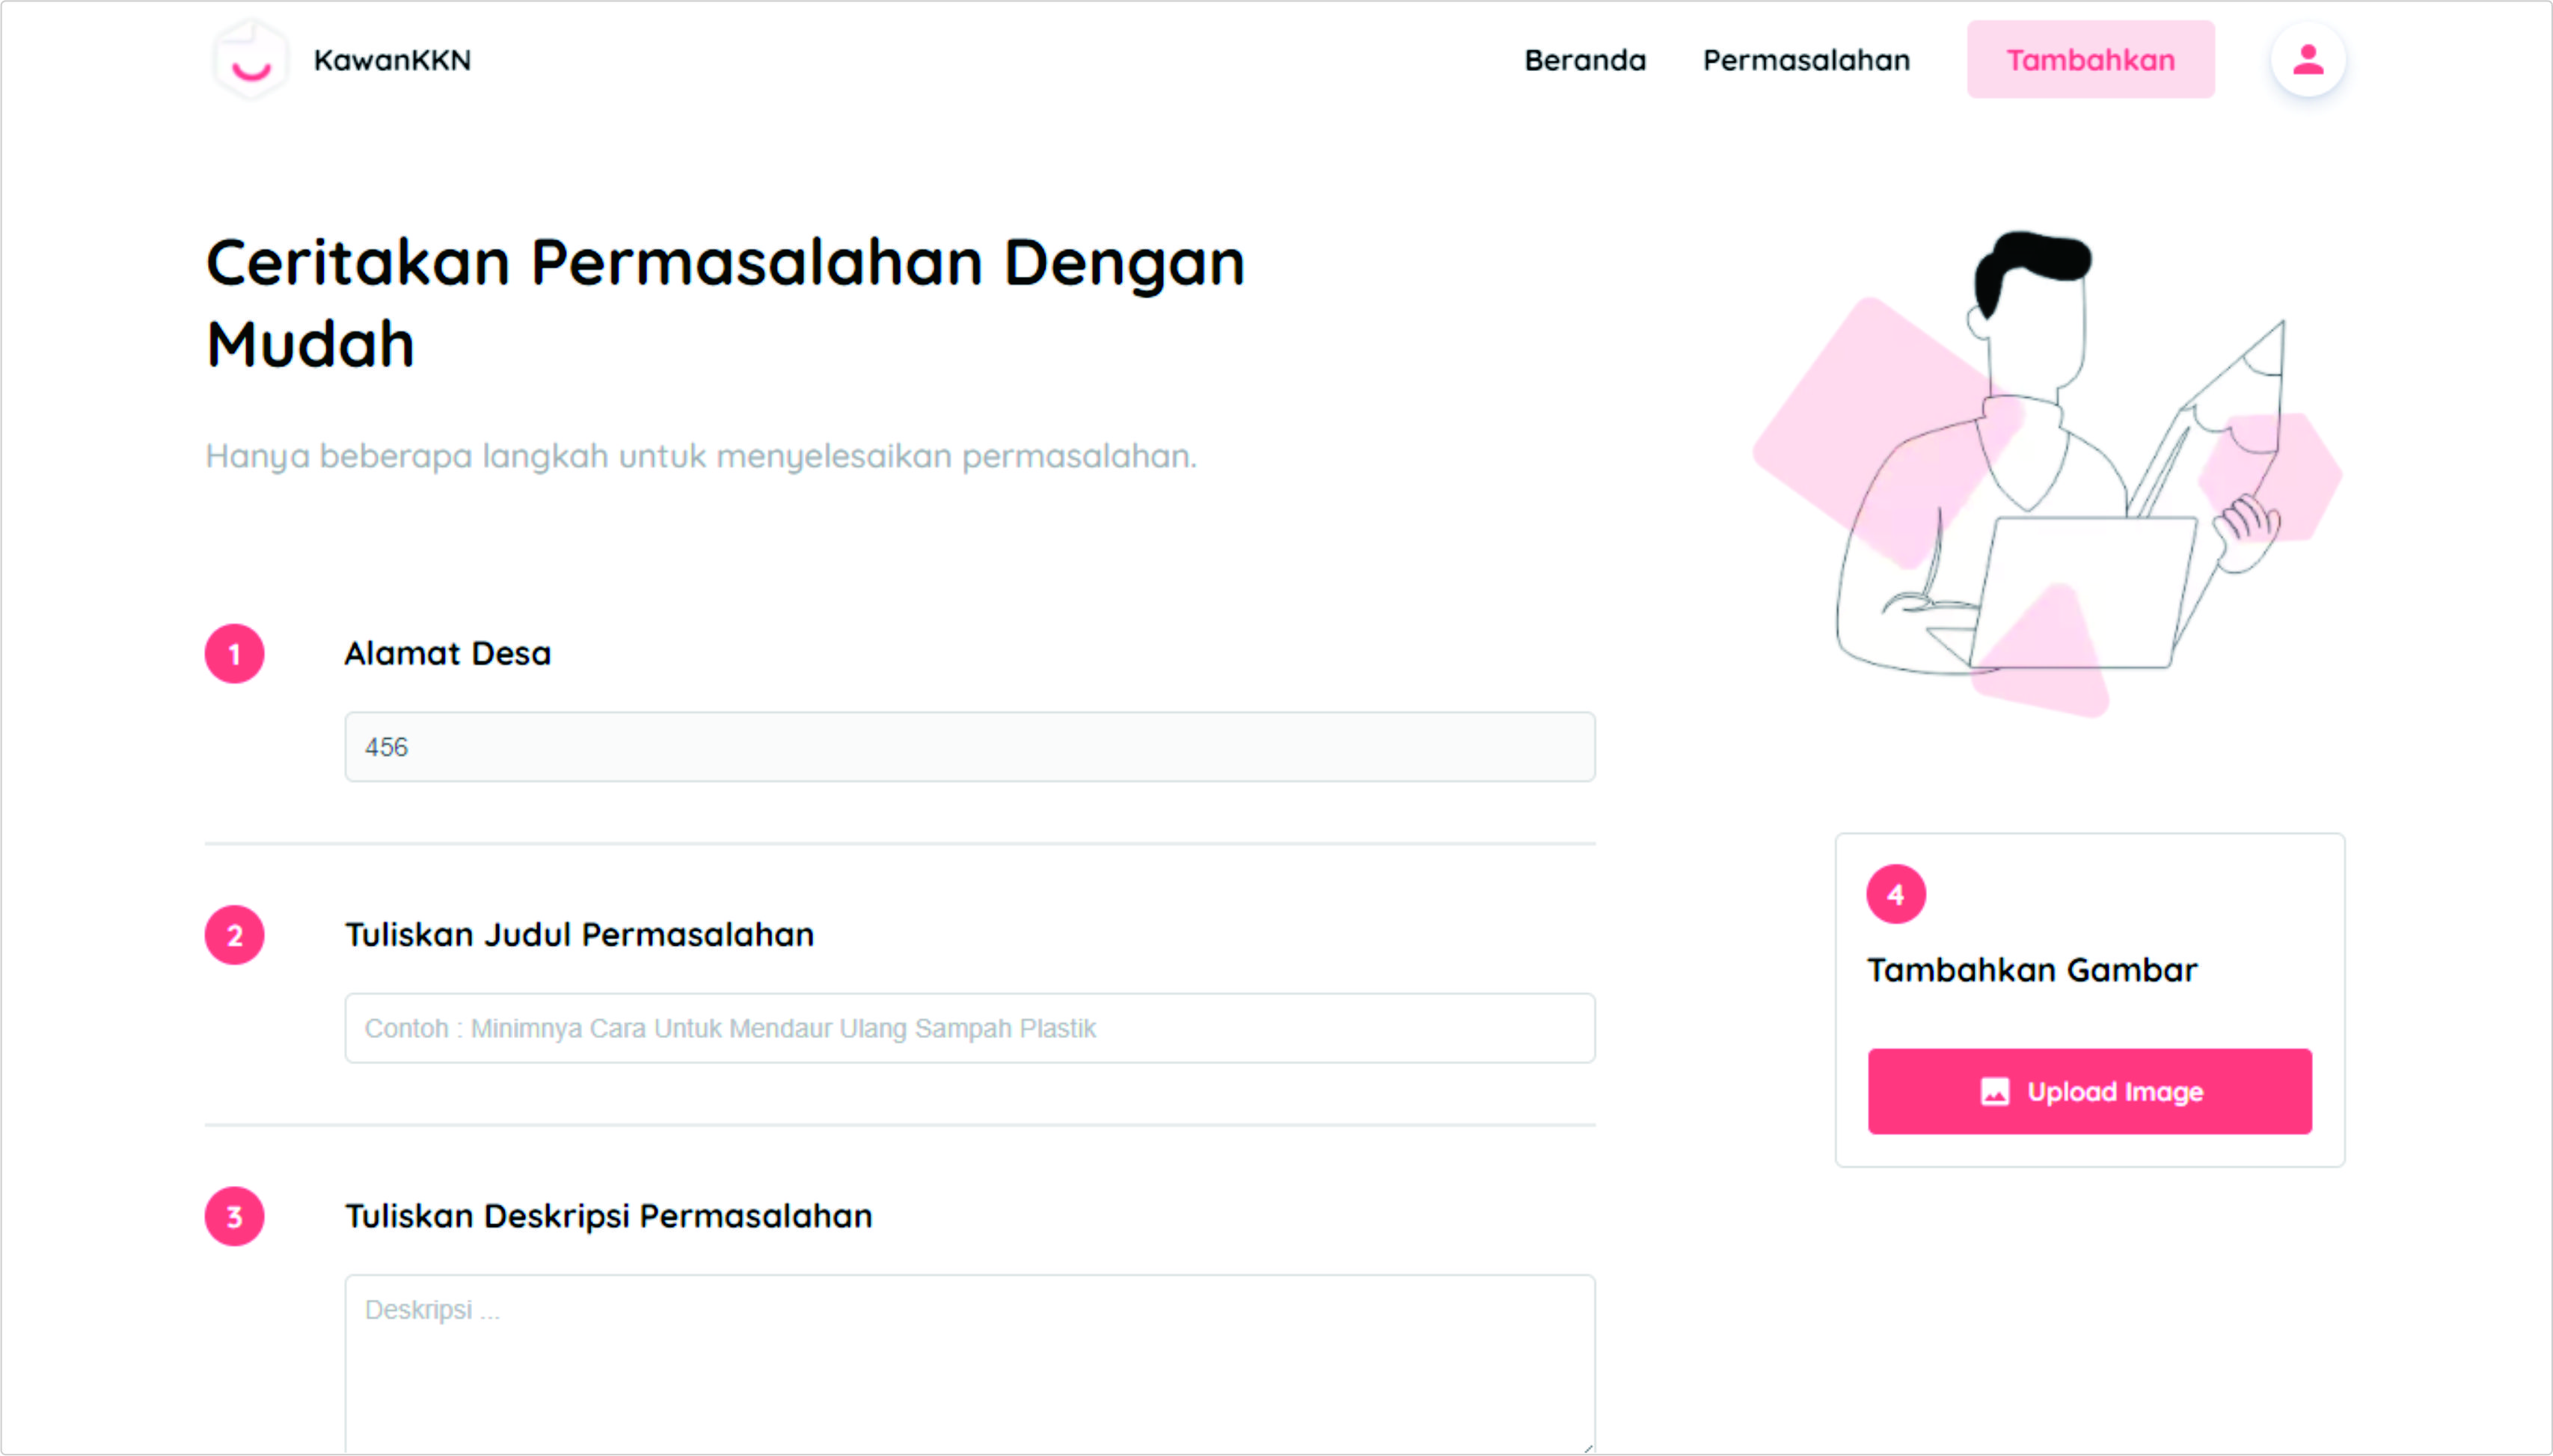 KawanKKN
Beranda
Permasalahan
Tambahkan
Ceritakan Permasalahan Dengan
Mudah
Hanya beberapa langkah untuk menyelesaikan permasalahan.
1
Alamat Desa
456
2
Tuliskan Judul Permasalahan
Contoh : Minimnya Cara Untuk Mendaur Ulang Sampah Plastik
3
Tuliskan Deskripsi Permasalahan
Deskripsi ...
4
Tambahkan Gambar
Upload Image